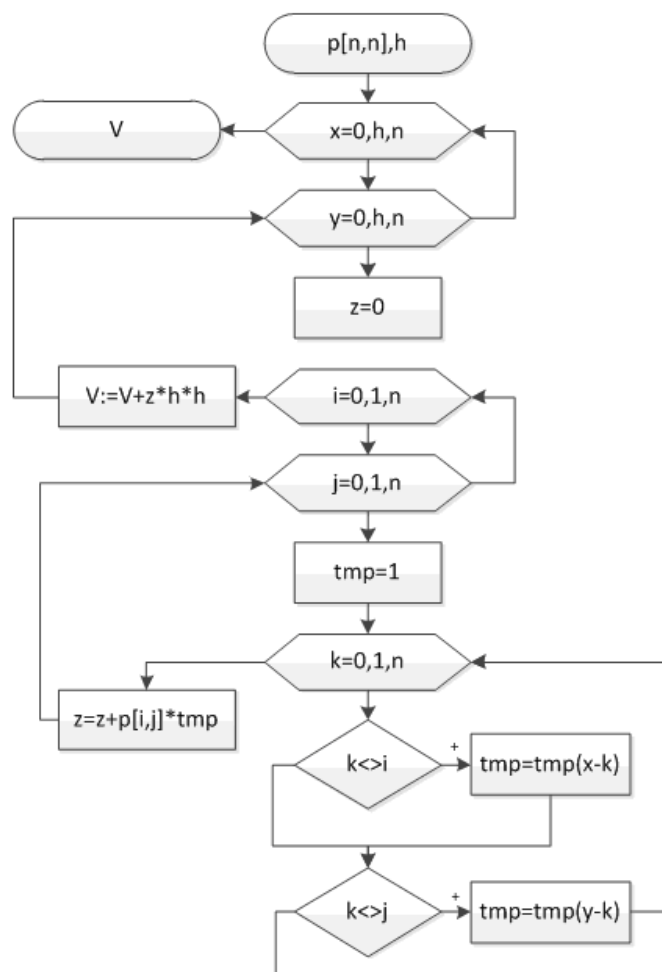 p[n,n],h
V
x=0,h,n
y=0,h,n
z=0
V:=V+z*h*h
i=0,1,n
j=0,1,n
tmp=1
k=0,1,n
z=z+p[i,j]*tmp
k<>i
+
tmp=tmp(x-k)
k<>j
+
tmp=tmp(y-k)